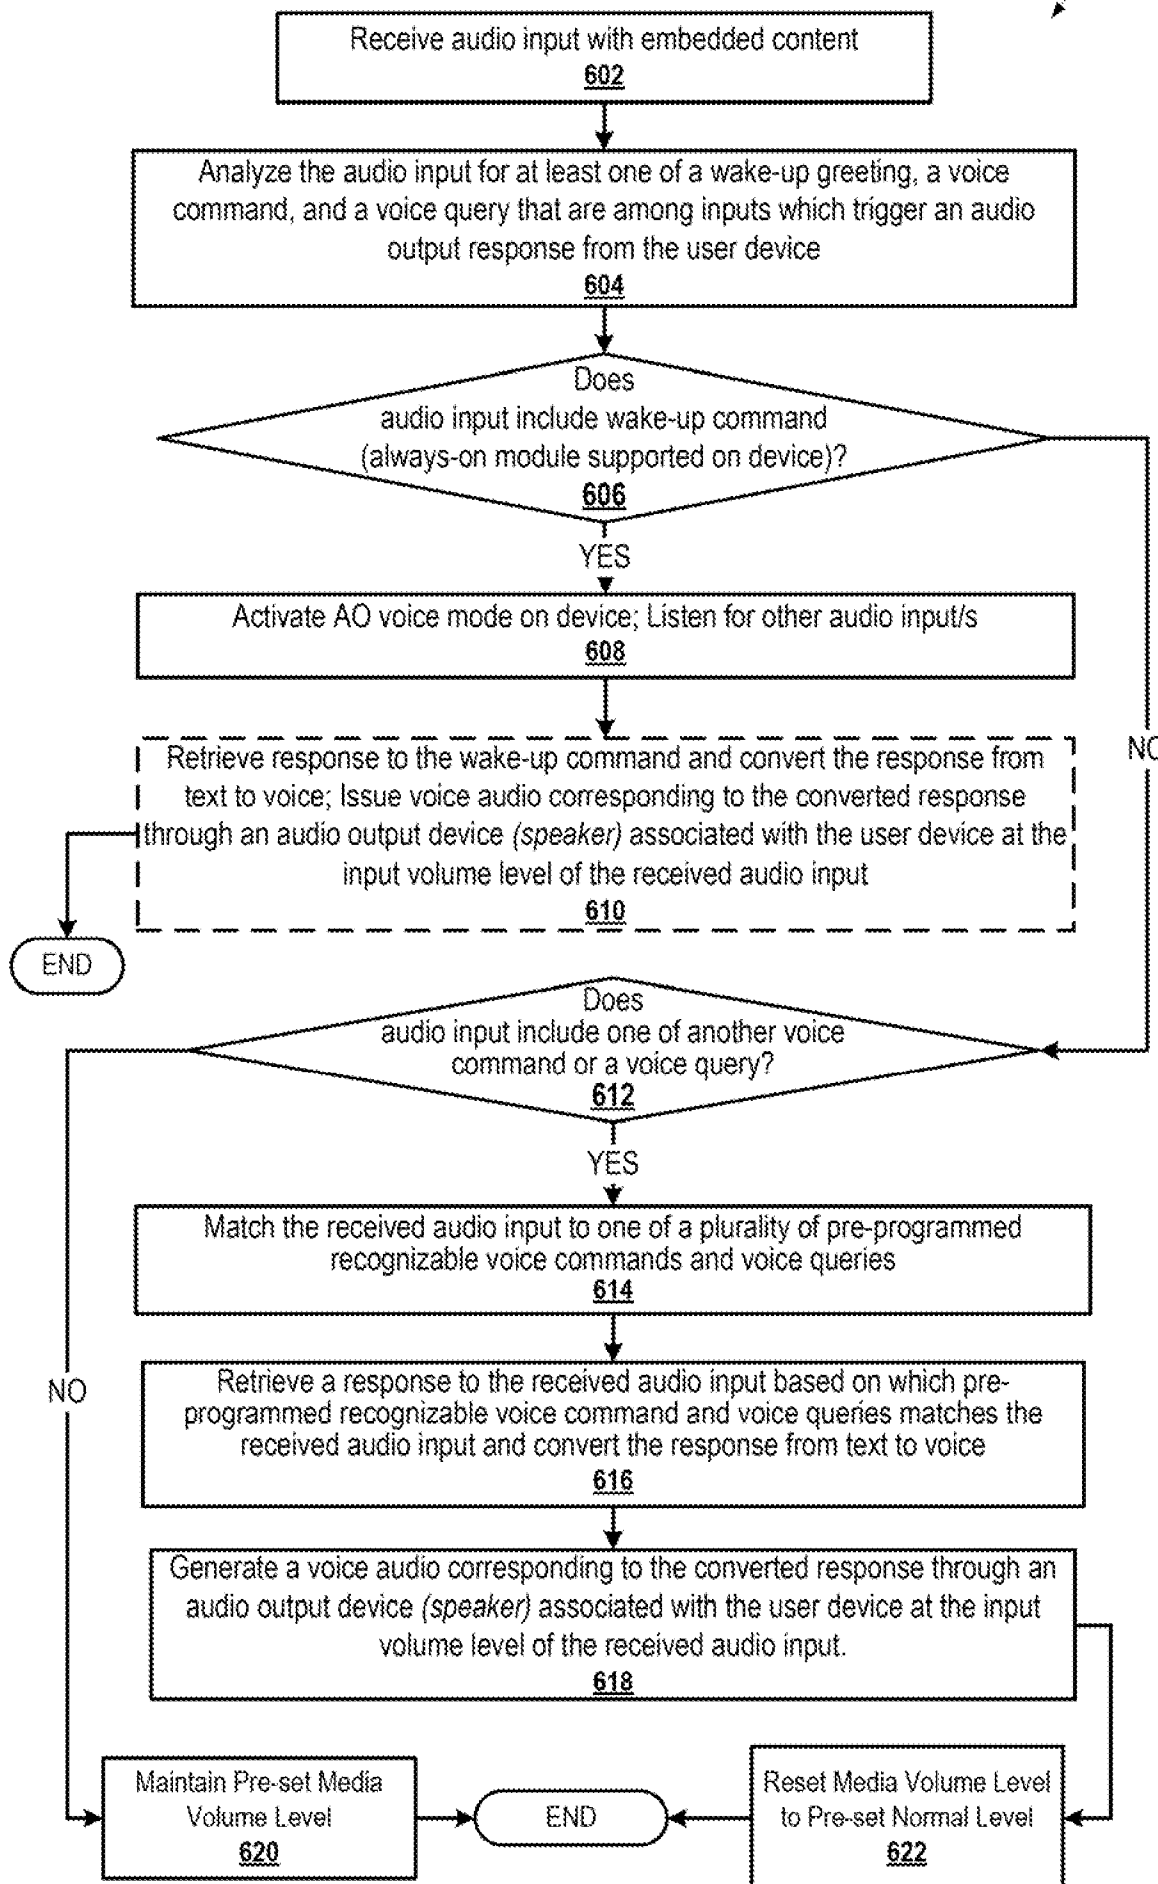 Receive audio input with embedded content
602
Analyze the audio input for at least one of a wake-up greeting, a voice
command, and a voice query that are among inputs which trigger an audio
output response from the user device
604
Does
audio input include wake-up command
(always-on module supported on device)?
606
YES
Activate AO voice mode on device; Listen for other audio input/s
608
NO
Retrieve response to the wake-up command and convert the response from
text to voice; Issue voice audio corresponding to the converted response
through an audio output device (speaker) associated with the user device at the
input volume level of the received audio input
610
END
Does
audio input include one of another voice
command or a voice query?
612
YES
Match the received audio input to one of a plurality of pre-programmed
recognizable voice commands and voice queries
614
NO
Retrieve a response to the received audio input based on which pre-
programmed recognizable voice command and voice queries matches the
received audio input and convert the response from text to voice
616
Generate a voice audio corresponding to the converted response through an
audio output device (speaker) associated with the user device at the input
volume level of the received audio input.
618
Maintain Pre-set Media
Volume Level
620
END
Reset Media Volume Level
to Pre-set Normal Level
622